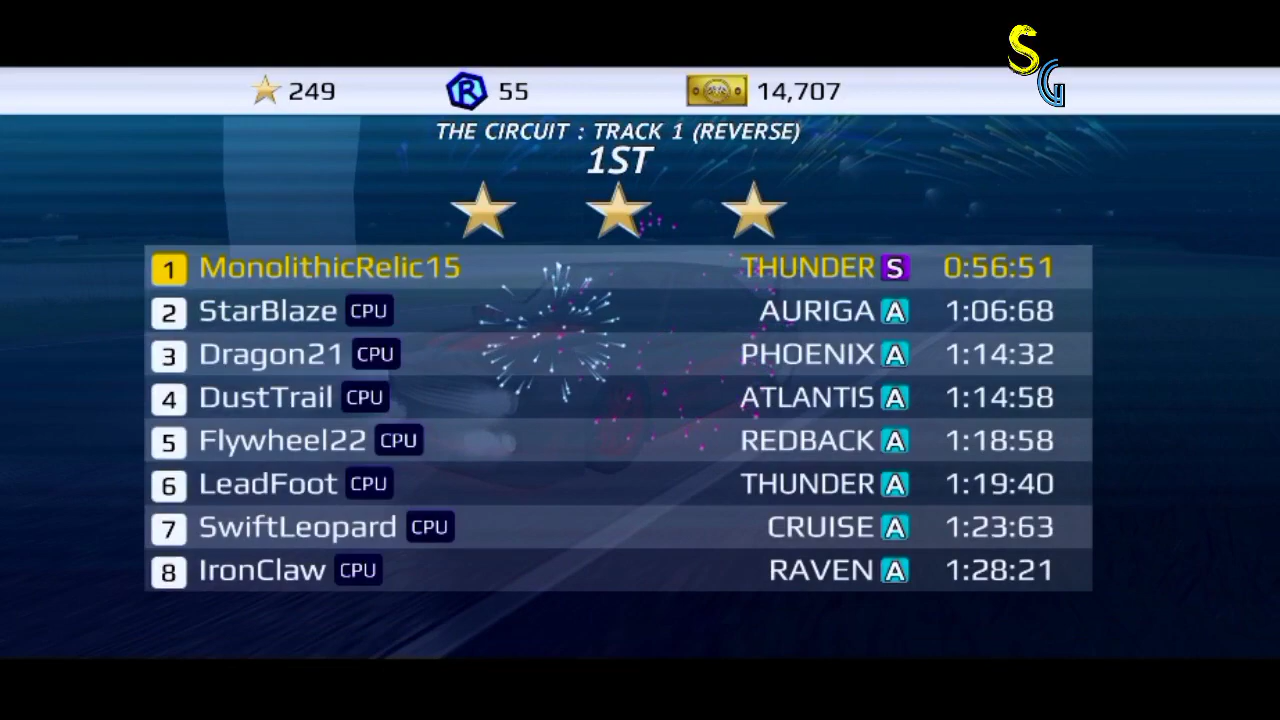 SG
249 R 55 14,707
THE CIRCUIT : TRACK 1 (REVERSE)
1ST
1 MonolithicRelic15 THUNDER S 0:56:51
2 StarBlaze CPU AURIGA A 1:06:68
3 Dragon21 CPU PHOENIX A 1:14:32
4 DustTrail CPU ATLANTIS A 1:14:58
5 Flywheel22 CPU REDBACK A 1:18:58
6 LeadFoot CPU THUNDER A 1:19:40
7 SwiftLeopard CPU CRUISE A 1:23:63
8 IronClaw CPU RAVEN A 1:28:21